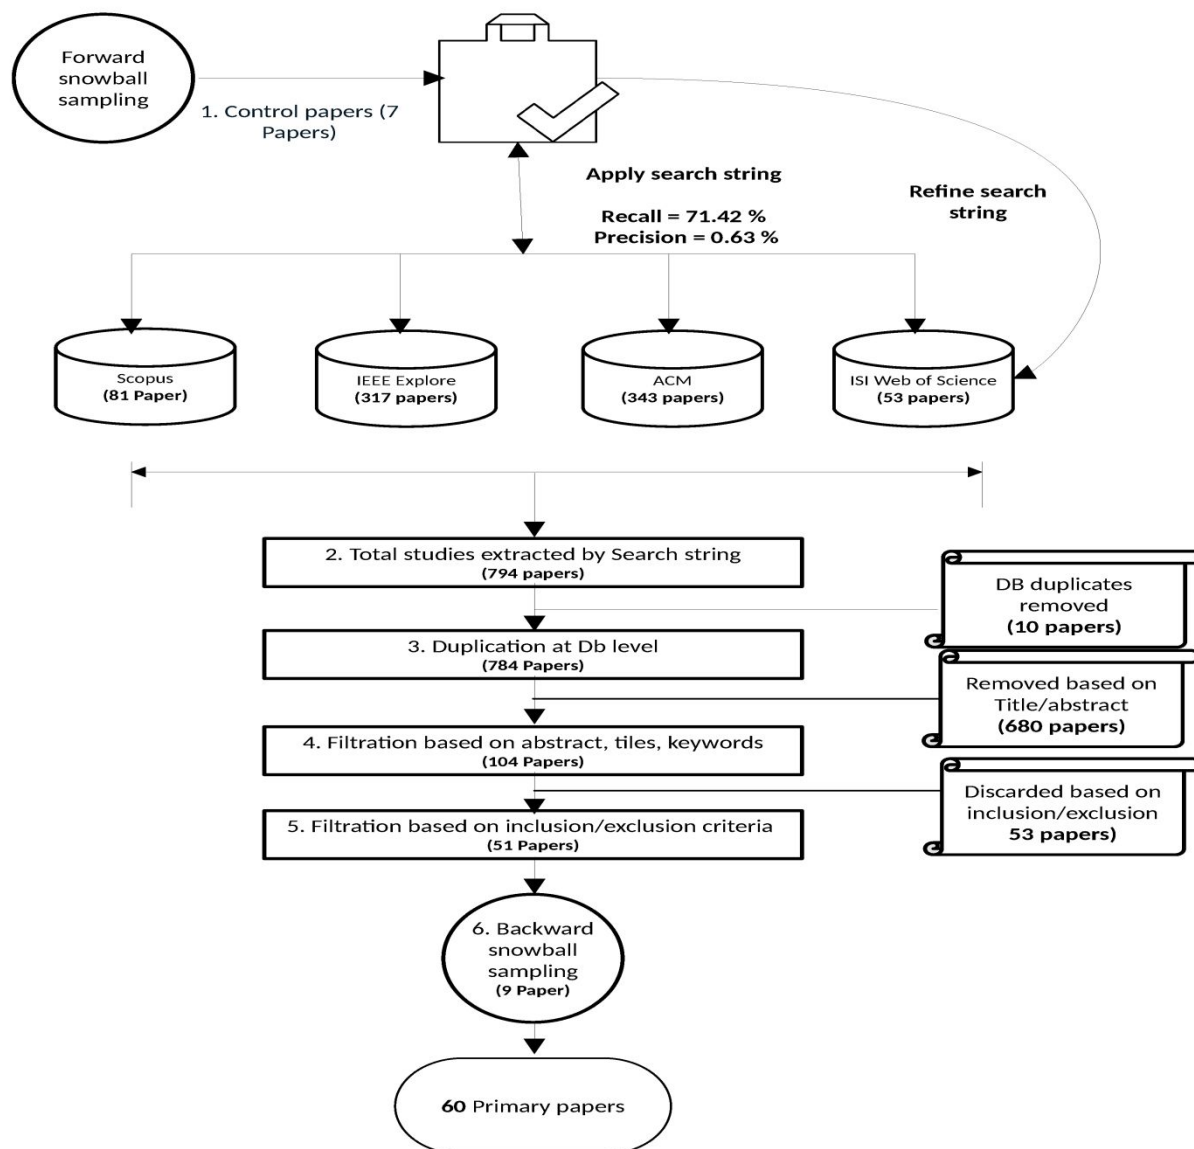 Forward
snowball
sampling
1. Control papers (7
Papers)
Apply search string
Recall = 71.42 %
Precision = 0.63 %
Refine search
string
Scopus
(81 Paper)
IEEE Explore
(317 papers)
ACM
(343 papers)
ISI Web of Science
(53 papers)
2. Total studies extracted by Search string
(794 papers)
DB duplicates
removed
(10 papers)
3. Duplication at Db level
(784 Papers)
Removed based on
Title/abstract
(680 papers)
4. Filtration based on abstract, tiles, keywords
(104 Papers)
Discarded based on
inclusion/exclusion
53 papers)
5. Filtration based on inclusion/exclusion criteria
(51 Papers)
6. Backward
snowball
sampling
(9 Paper)
60 Primary papers